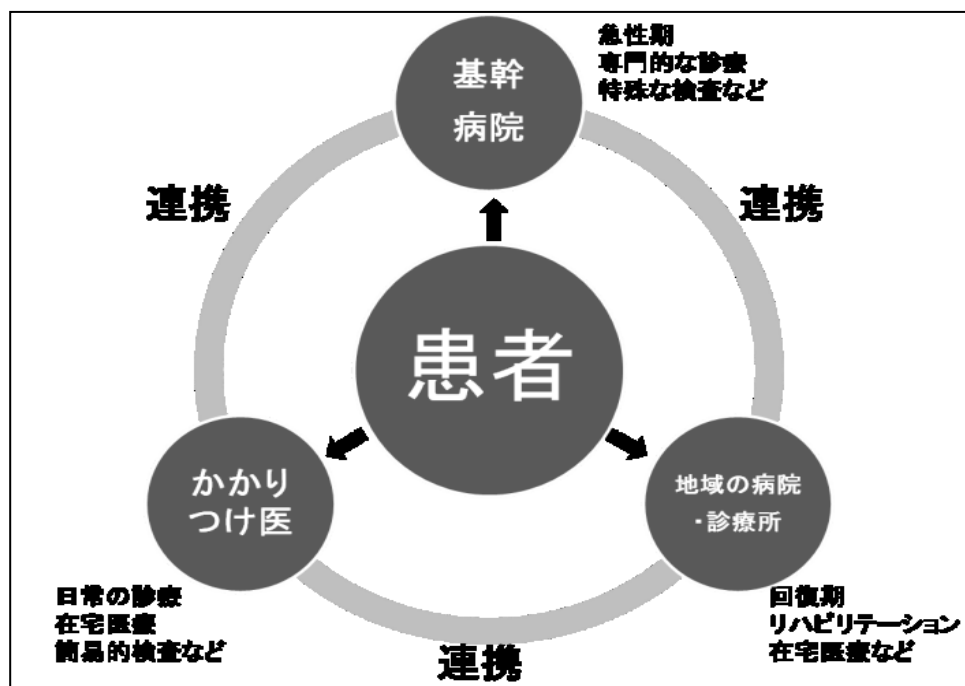 基幹
病院
急性期
専門的な診療
特殊な検査など
連携
連携
患者
かかり
つけ医
地域の病院
・診療所
日常の診療
在宅医療
簡易的検査など
回復期
リハビリテーション
在宅医療など
連携